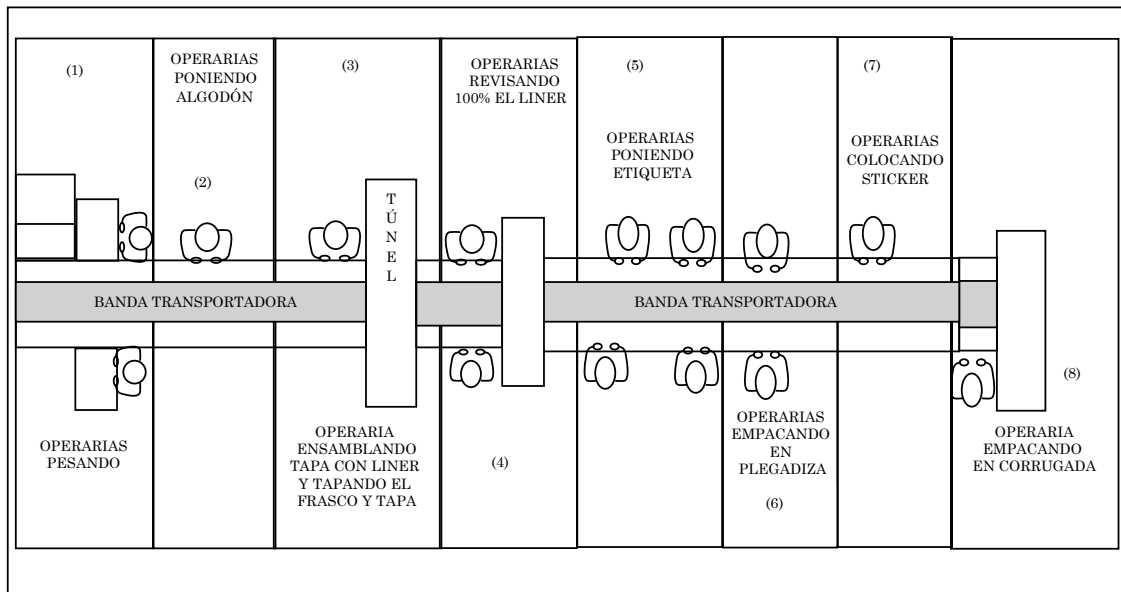 (1)
OPERARIAS
PESANDO
OPERARIAS
PONIENDO
ALGODÓN
(2)
(3)
TÚNEL
OPERARIA
ENSAMBLANDO
TAPA CON LINER
Y TAPANDO EL
FRASCO Y TAPA
OPERARIAS
REVISANDO
100% EL LINER
(4)
(5)
OPERARIAS
PONIENDO
ETIQUETA
OPERARIAS
EMPACANDO
EN
PLEGADIZA
(6)
(7)
OPERARIAS
COLOCANDO
STICKER
(8)
OPERARIA
EMPACANDO
EN CORRUGADA
BANDA TRANSPORTADORA
BANDA TRANSPORTADORA